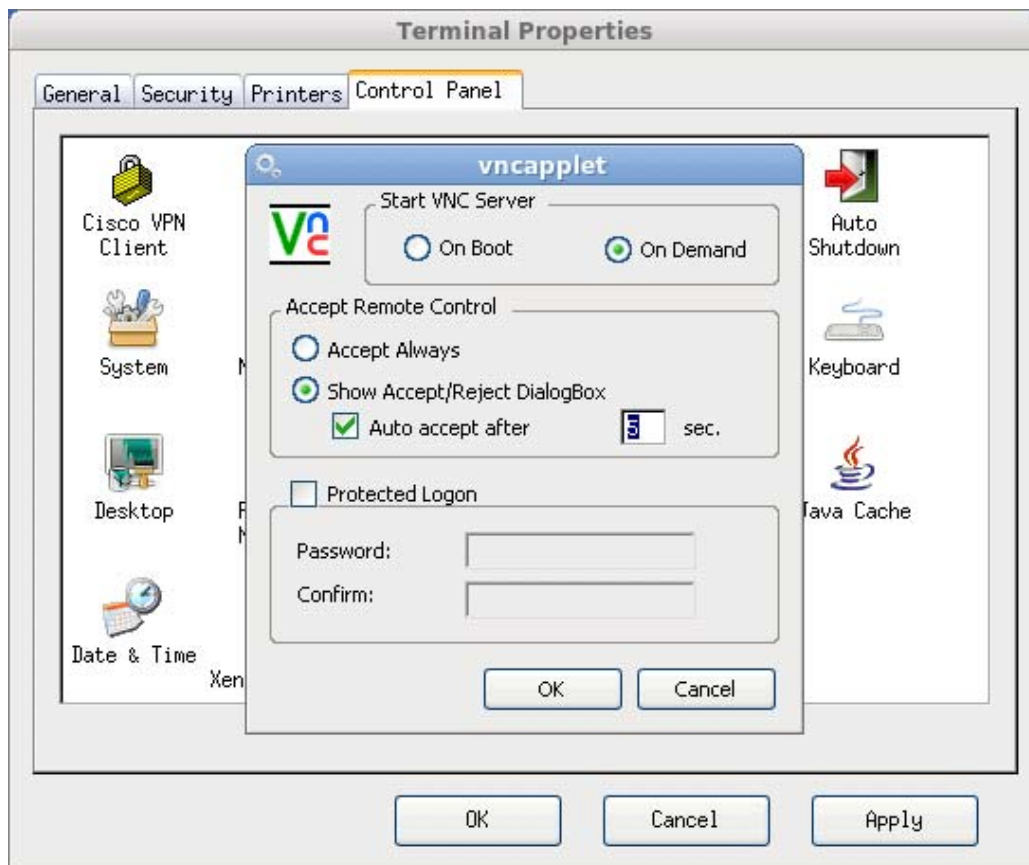 Terminal Properties
General Security Printers Control Panel
vncapplet
Cisco VPN
Client
Auto
Shutdown
Vnc
Start VNC Server
On Boot
On Demand
System
Keyboard
Accept Remote Control
Accept Always
Show Accept/Reject DialogBox
Auto accept after 5 sec.
Desktop
Java Cache
Protected Logon
Password:
Confirm:
Date & Time
Xen
OK
Cancel
OK
Cancel
Apply